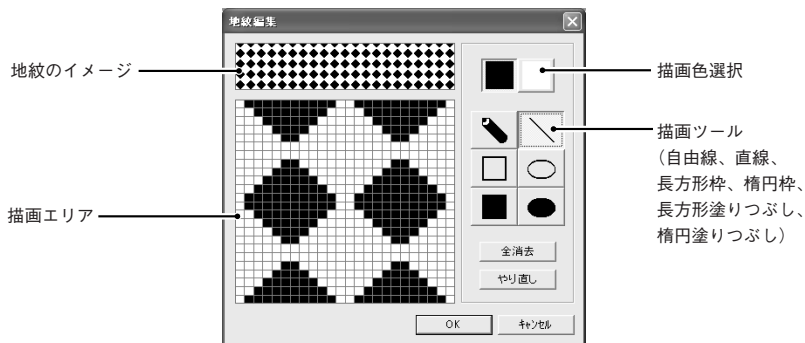 地紋編集
地紋のイメージ
描画エリア
描画色選択
描画ツール
（自由線、直線、
長方形枠、楕円枠、
長方形塗りつぶし、
楕円塗りつぶし）
全消去
やり直し
OK
キャンセル